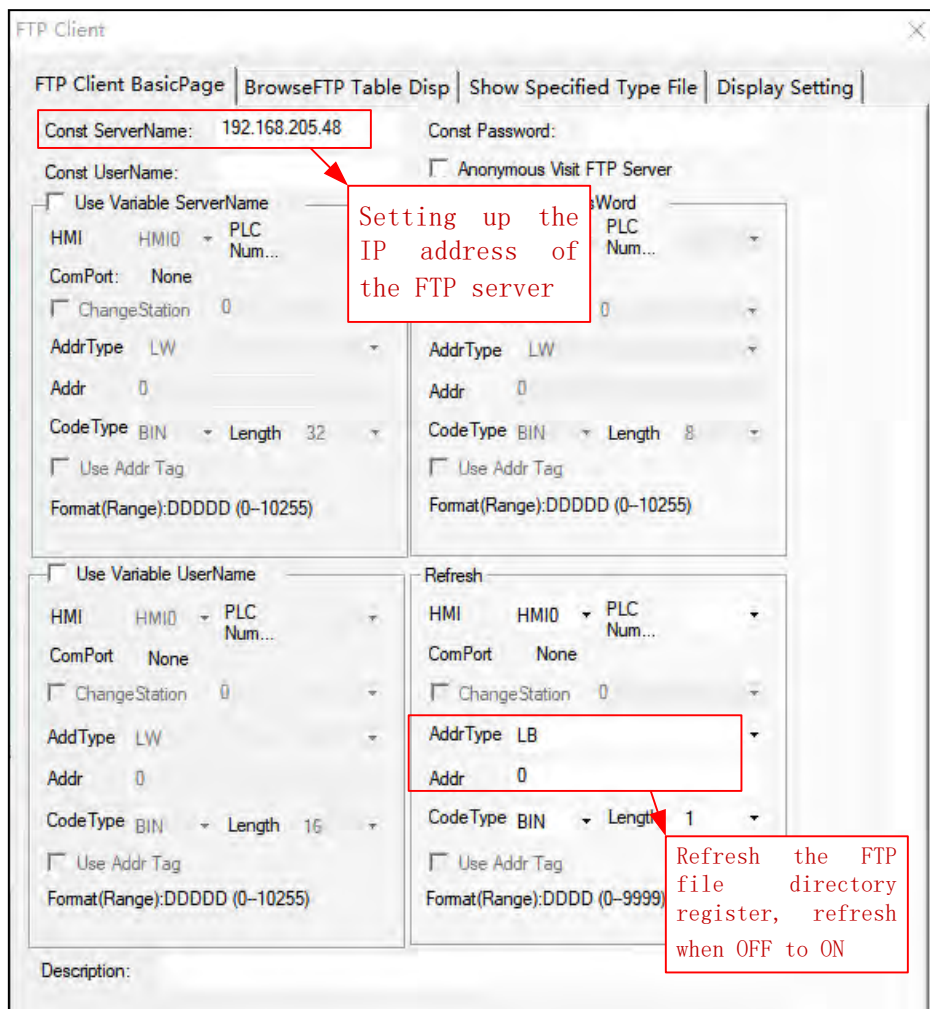 FTP Client
FTP Client BasicPage BrowseFTP Table Disp Show Specified Type File Display Setting
Const ServerName: 192.168.205.48
Const Password:
Const UserName:
Anonymous Visit FTP Server
Setting up the
IP address of
the FTP server
Use Variable ServerName
HMI HMI0 PLC
Num...
ComPort: None
ChangeStation 0
AddrType LW
Addr 0
CodeType BIN Length 32
Use Addr Tag
Format(Range):DDDDD (0--10255)
sWord
PLC
Num...
0
AddrType LW
Addr 0
CodeType BIN Length 8
Use Addr Tag
Format(Range):DDDDD (0--10255)
Use Variable UserName
HMI HMI0 PLC
Num...
ComPort None
ChangeStation 0
AddType LW
Addr 0
CodeType BIN Length 16
Use Addr Tag
Format(Range):DDDDD (0--10255)
Refresh
HMI HMI0 PLC
Num...
ComPort None
ChangeStation 0
AddrType LB
Addr 0
CodeType BIN Length 1
Use Addr Tag
Format(Range):DDDD (0--9999)
Refresh the FTP
file directory
register, refresh
when OFF to ON
Description: